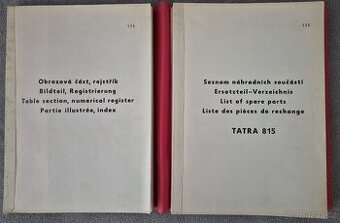 Obrazová část, rejstřík
Bildteil, Registrierung
Table section, numerical register
Partie illustrée, index
Seznam náhradních součástí
Ersatzteil-Verzeichnis
List of spare parts
Liste des pièces de rechange
TATRA 815